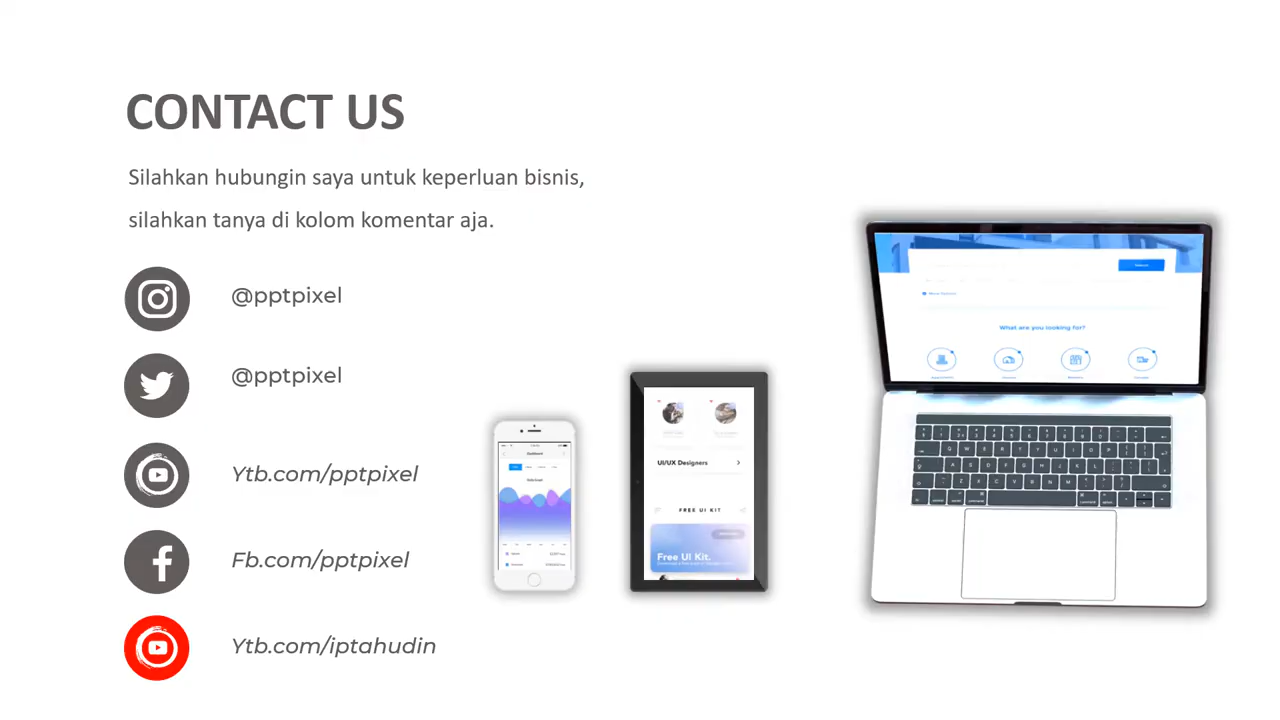 CONTACT US
Silahkan hubungin saya untuk keperluan bisnis,
silahkan tanya di kolom komentar aja.
@pptpixel
@pptpixel
Ytb.com/pptpixel
Fb.com/pptpixel
Ytb.com/iptahudin
Dashboard
UI/UX Designers
FREE UI KIT
Free UI Kit.
What are you looking for?